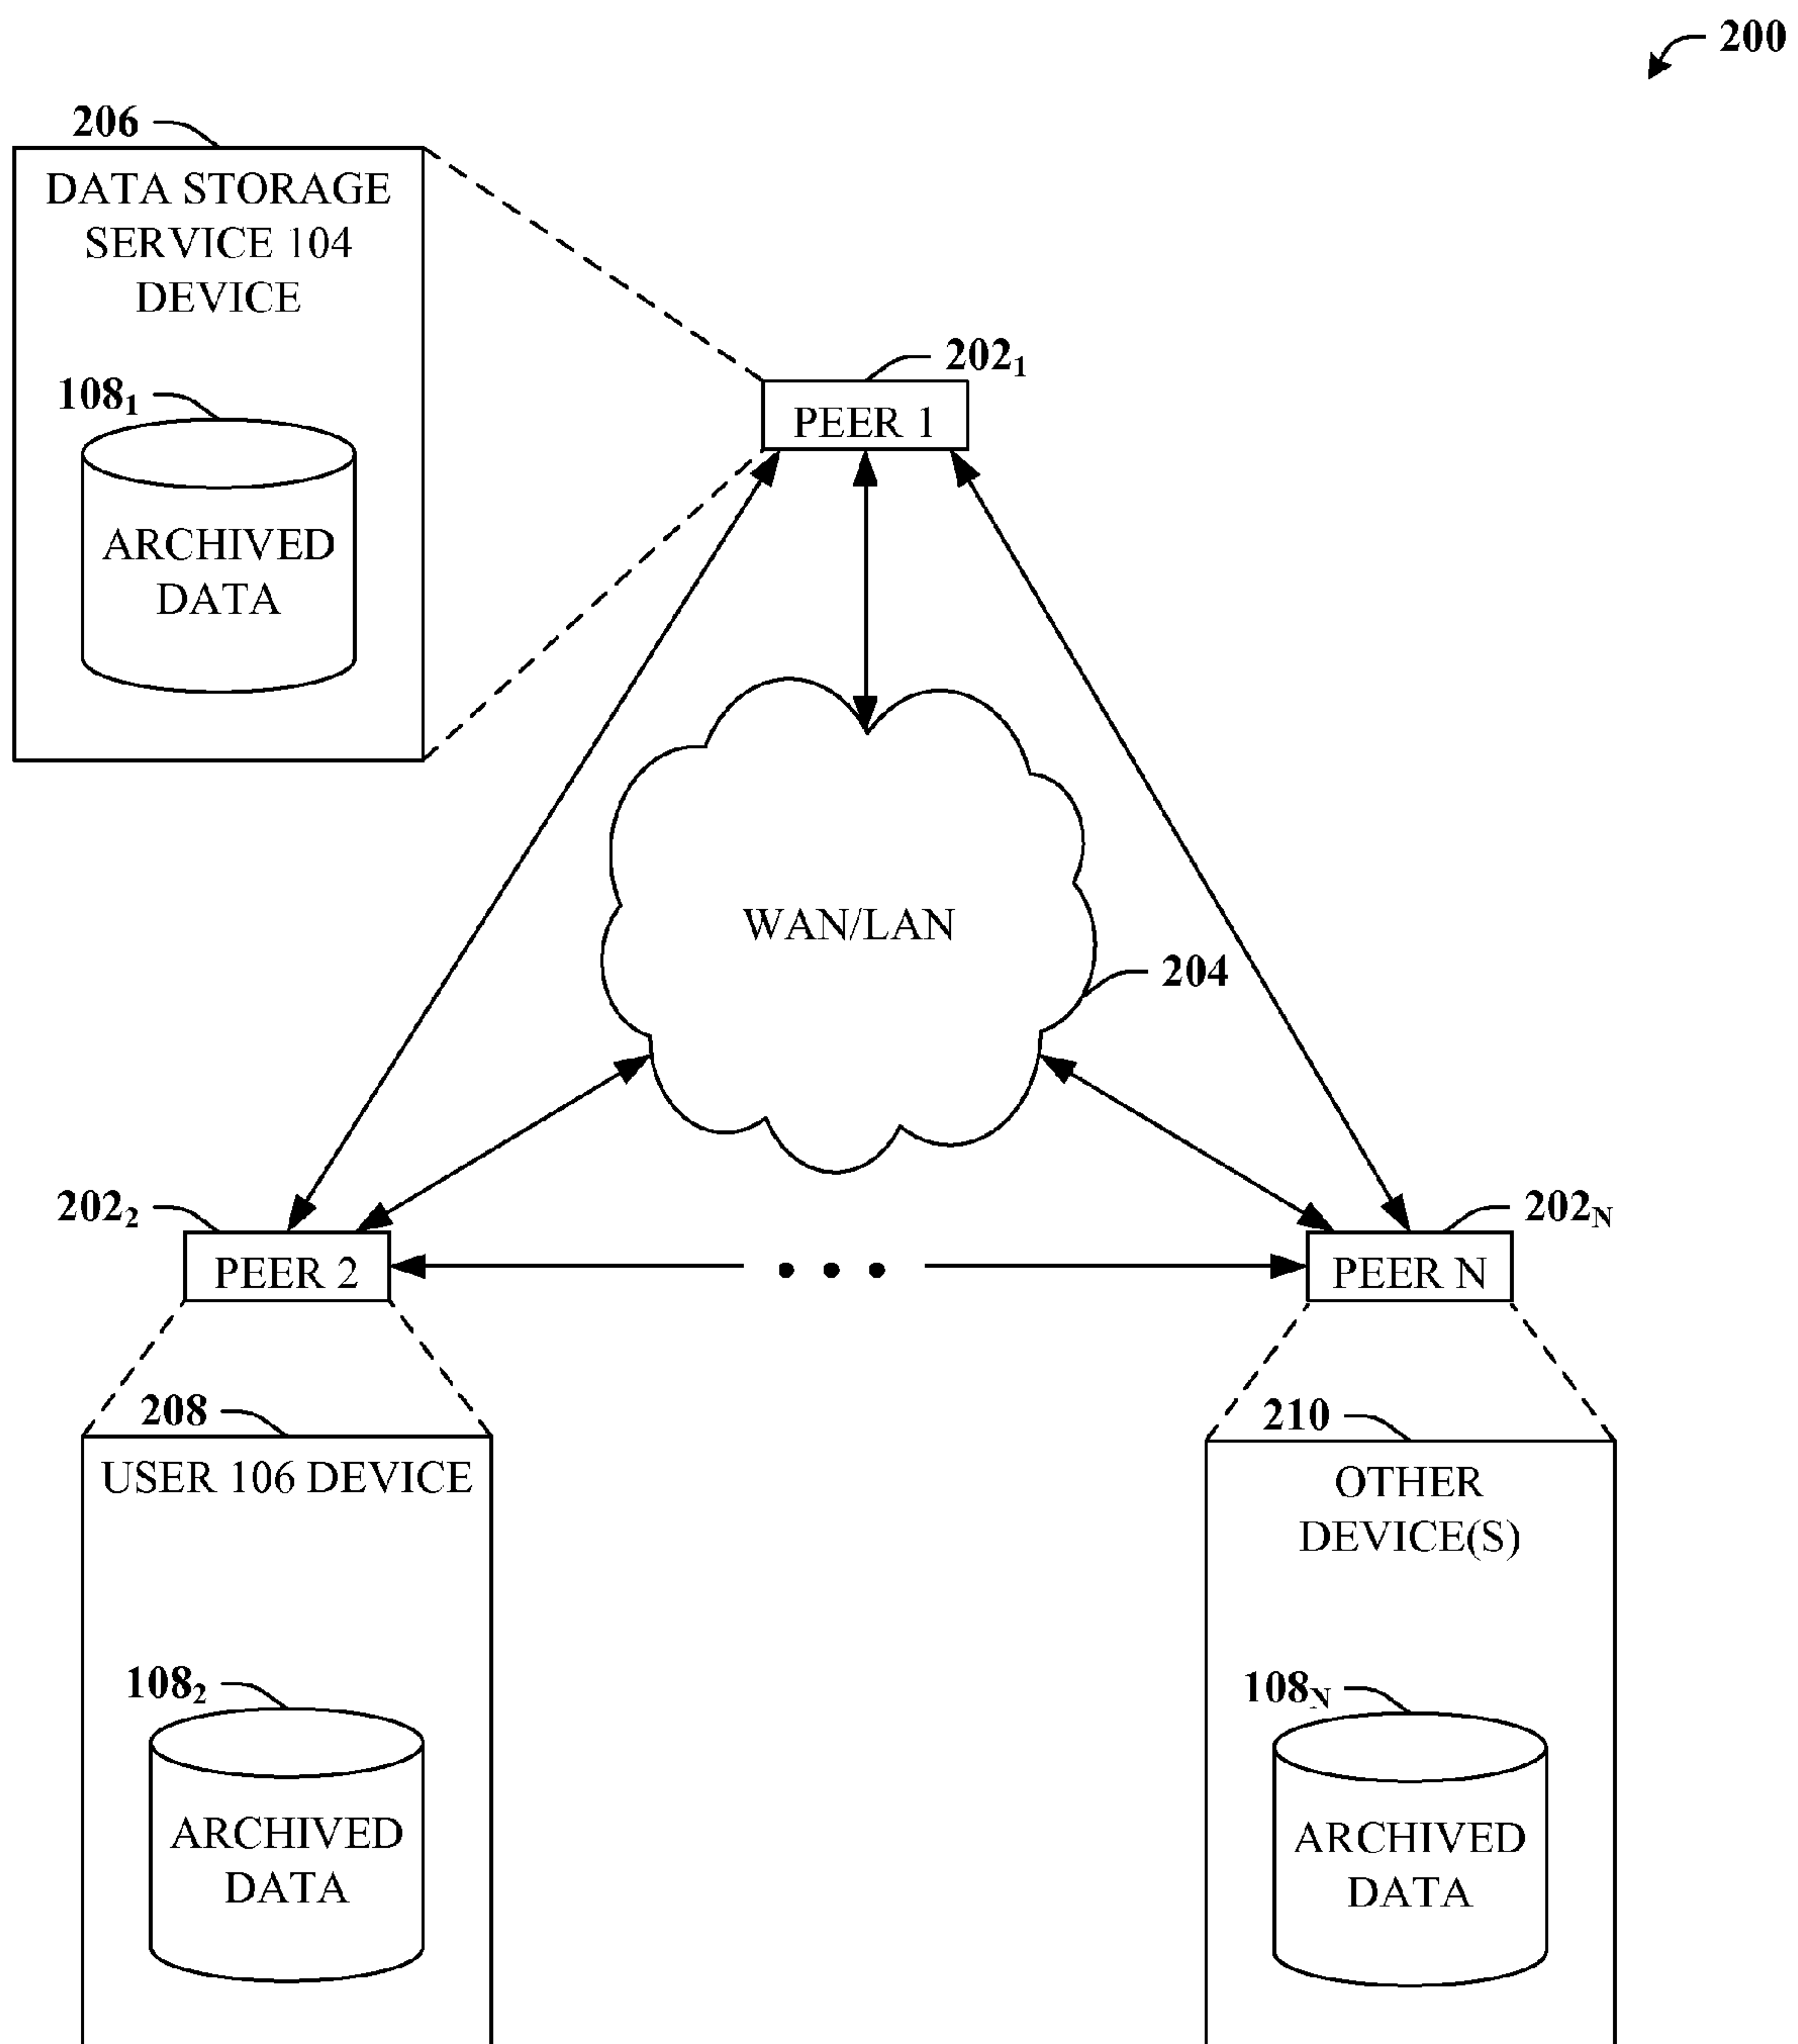 200
206
DATA STORAGE
SERVICE 104
DEVICE
108₁
ARCHIVED
DATA
202₁
PEER 1
WAN/LAN
204
202₂
PEER 2
• • •
202ₙ
PEER N
208
USER 106 DEVICE
108₂
ARCHIVED
DATA
210
OTHER
DEVICE(S)
108ₙ
ARCHIVED
DATA